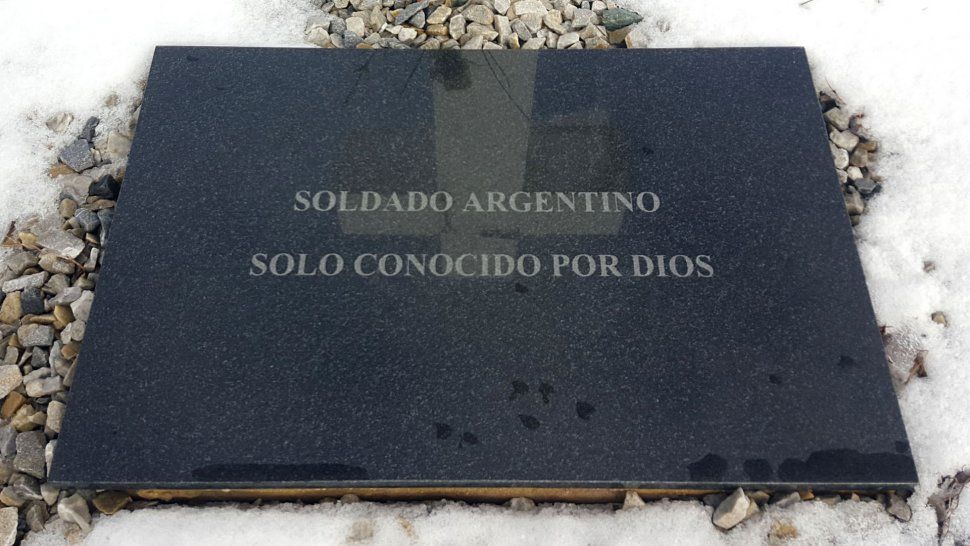 SOLDADO ARGENTINO
SOLO CONOCIDO POR DIOS